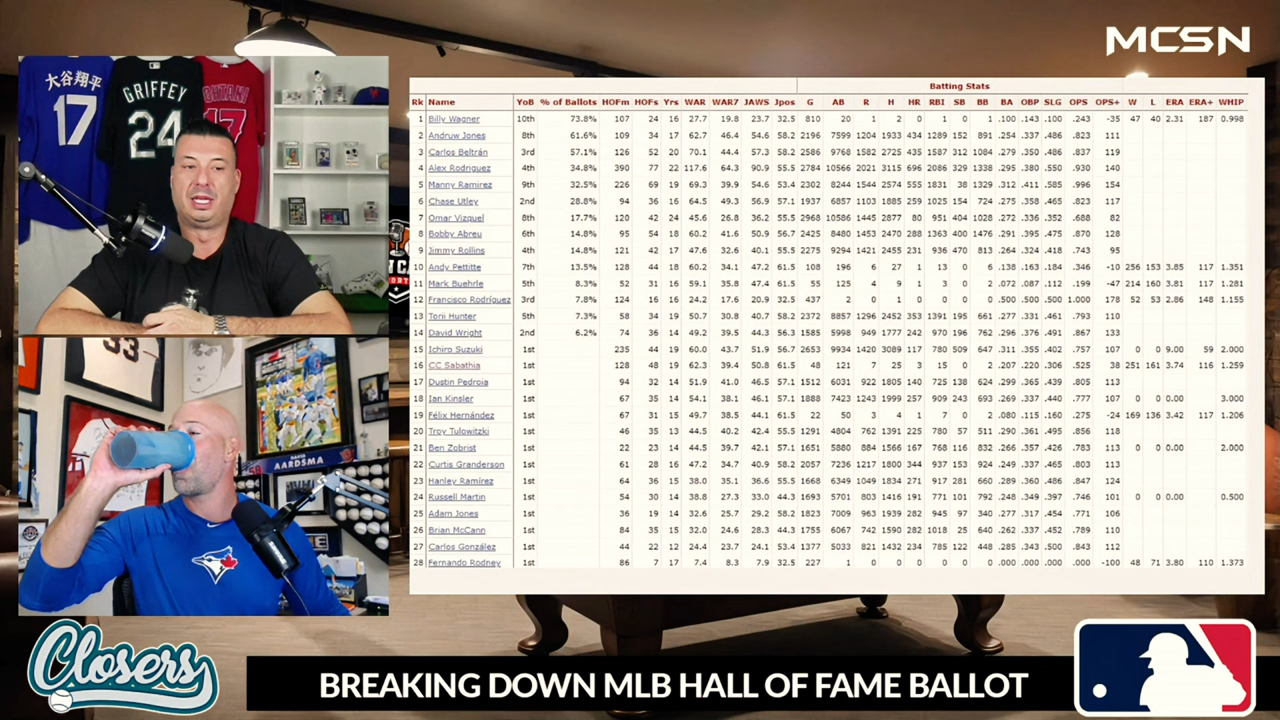 MCSN
大谷翔平
17
GRIFFEY
24
OHTANI
17
33
DAVID
AARDSMA
Batting Stats
Rk Name YoB % of Ballots HOFm HOFs Yrs WAR WAR7 JAWS Jpos G AB R H HR RBI SB BB BA OBP SLG OPS OPS+ W L ERA ERA+ WHIP
1 Billy Wagner 10th 73.8% 107 24 16 27.7 19.8 23.7 32.5 810 20 1 2 0 1 0 1 .100 .143 .100 .243 -35 47 40 2.31 187 0.998
2 Andruw Jones 8th 61.6% 109 34 17 62.7 46.4 54.6 58.2 2196 7599 1204 1933 434 1289 152 891 .254 .337 .486 .823 111
3 Carlos Beltrán 3rd 57.1% 126 52 20 70.1 44.4 57.3 58.2 2586 9768 1582 2725 435 1587 312 1084 .279 .350 .486 .837 119
4 Alex Rodriguez 4th 34.8% 390 77 22 117.6 64.3 90.9 55.5 2784 10566 2021 3115 696 2086 329 1338 .295 .380 .550 .930 140
5 Manny Ramirez 9th 32.5% 226 69 19 69.3 39.9 54.6 53.4 2302 8244 1544 2574 555 1831 38 1329 .312 .411 .585 .996 154
6 Chase Utley 2nd 28.8% 94 36 16 64.5 49.3 56.9 57.1 1937 6857 1103 1885 259 1025 154 724 .275 .358 .465 .823 117
7 Omar Vizquel 8th 17.7% 120 42 24 45.6 26.8 36.2 55.5 2968 10586 1445 2877 80 951 404 1028 .272 .336 .352 .688 82
8 Bobby Abreu 6th 14.8% 95 54 18 60.2 41.6 50.9 56.7 2425 8480 1453 2470 288 1363 400 1476 .291 .395 .475 .870 128
9 Jimmy Rollins 4th 14.8% 121 42 17 47.6 32.6 40.1 55.5 2275 9294 1421 2455 231 936 470 813 .264 .324 .418 .743 95
10 Andy Pettitte 7th 13.5% 128 44 18 60.2 34.1 47.2 61.5 108 196 6 27 1 13 0 6 .138 .163 .184 .346 -10 256 153 3.85 117 1.351
11 Mark Buehrle 5th 8.3% 52 31 16 59.1 35.8 47.4 61.5 55 125 4 9 1 3 0 2 .072 .087 .112 .199 -47 214 160 3.81 117 1.281
12 Francisco Rodríguez 3rd 7.8% 124 16 16 24.2 17.6 20.9 32.5 437 2 0 1 0 0 0 0 .500 .500 .500 1.000 178 52 53 2.86 148 1.155
13 Torii Hunter 5th 7.3% 58 34 19 50.7 30.8 40.7 58.2 2372 8857 1296 2452 353 1391 195 661 .277 .331 .461 .793 110
14 David Wright 2nd 6.2% 74 36 14 49.2 39.5 44.3 56.3 1585 5998 949 1777 242 970 196 762 .296 .376 .491 .867 133
15 Ichiro Suzuki 1st 235 44 19 60.0 43.7 51.9 56.7 2653 9934 1420 3089 117 780 509 647 .311 .355 .402 .757 107 0 0 9.00 59 2.000
16 CC Sabathia 1st 128 48 19 62.3 39.4 50.8 61.5 48 121 7 25 3 15 0 2 .207 .220 .306 .525 38 251 161 3.74 116 1.259
17 Dustin Pedroia 1st 94 32 14 51.9 41.0 46.5 57.1 1512 6031 922 1805 140 725 138 624 .299 .365 .439 .805 113
18 Ian Kinsler 1st 67 35 14 54.1 38.1 46.1 57.1 1888 7423 1243 1999 257 909 243 693 .269 .337 .440 .777 107 0 0 0.00 3.000
19 Félix Hernández 1st 67 31 15 49.7 38.5 44.1 61.5 22 50 3 4 1 7 0 2 .080 .115 .160 .275 -24 169 136 3.42 117 1.206
20 Troy Tulowitzki 1st 46 35 13 44.5 40.2 42.4 55.5 1291 4804 762 1391 225 780 57 511 .290 .361 .495 .856 118
21 Ben Zobrist 1st 22 23 14 44.5 39.7 42.1 57.1 1651 5880 884 1566 167 768 116 832 .266 .357 .426 .783 113 0 0 0.00 2.000
22 Curtis Granderson 1st 61 28 16 47.2 34.7 40.9 58.2 2057 7236 1217 1800 344 937 153 924 .249 .337 .465 .803 113
23 Hanley Ramírez 1st 64 36 15 38.0 35.1 36.6 55.5 1668 6349 1049 1834 271 917 281 660 .289 .360 .486 .847 124
24 Russell Martin 1st 54 30 14 38.8 27.3 33.0 44.3 1693 5701 803 1416 191 771 101 792 .248 .349 .397 .746 101 0 0 0.00 0.500
25 Adam Jones 1st 36 19 14 32.6 25.7 29.2 58.2 1823 7009 963 1939 282 945 97 340 .277 .317 .454 .771 106
26 Brian McCann 1st 84 35 15 32.0 24.6 28.3 44.3 1755 6067 742 1590 282 1018 25 640 .262 .337 .452 .789 110
27 Carlos González 1st 44 22 12 24.4 23.7 24.1 53.4 1377 5033 821 1432 234 785 122 448 .285 .343 .500 .843 112
28 Fernando Rodney 1st 86 7 17 7.4 8.3 7.9 32.5 227 1 0 0 0 0 0 0 .000 .000 .000 .000 -100 48 71 3.80 110 1.373
Closers
BREAKING DOWN MLB HALL OF FAME BALLOT